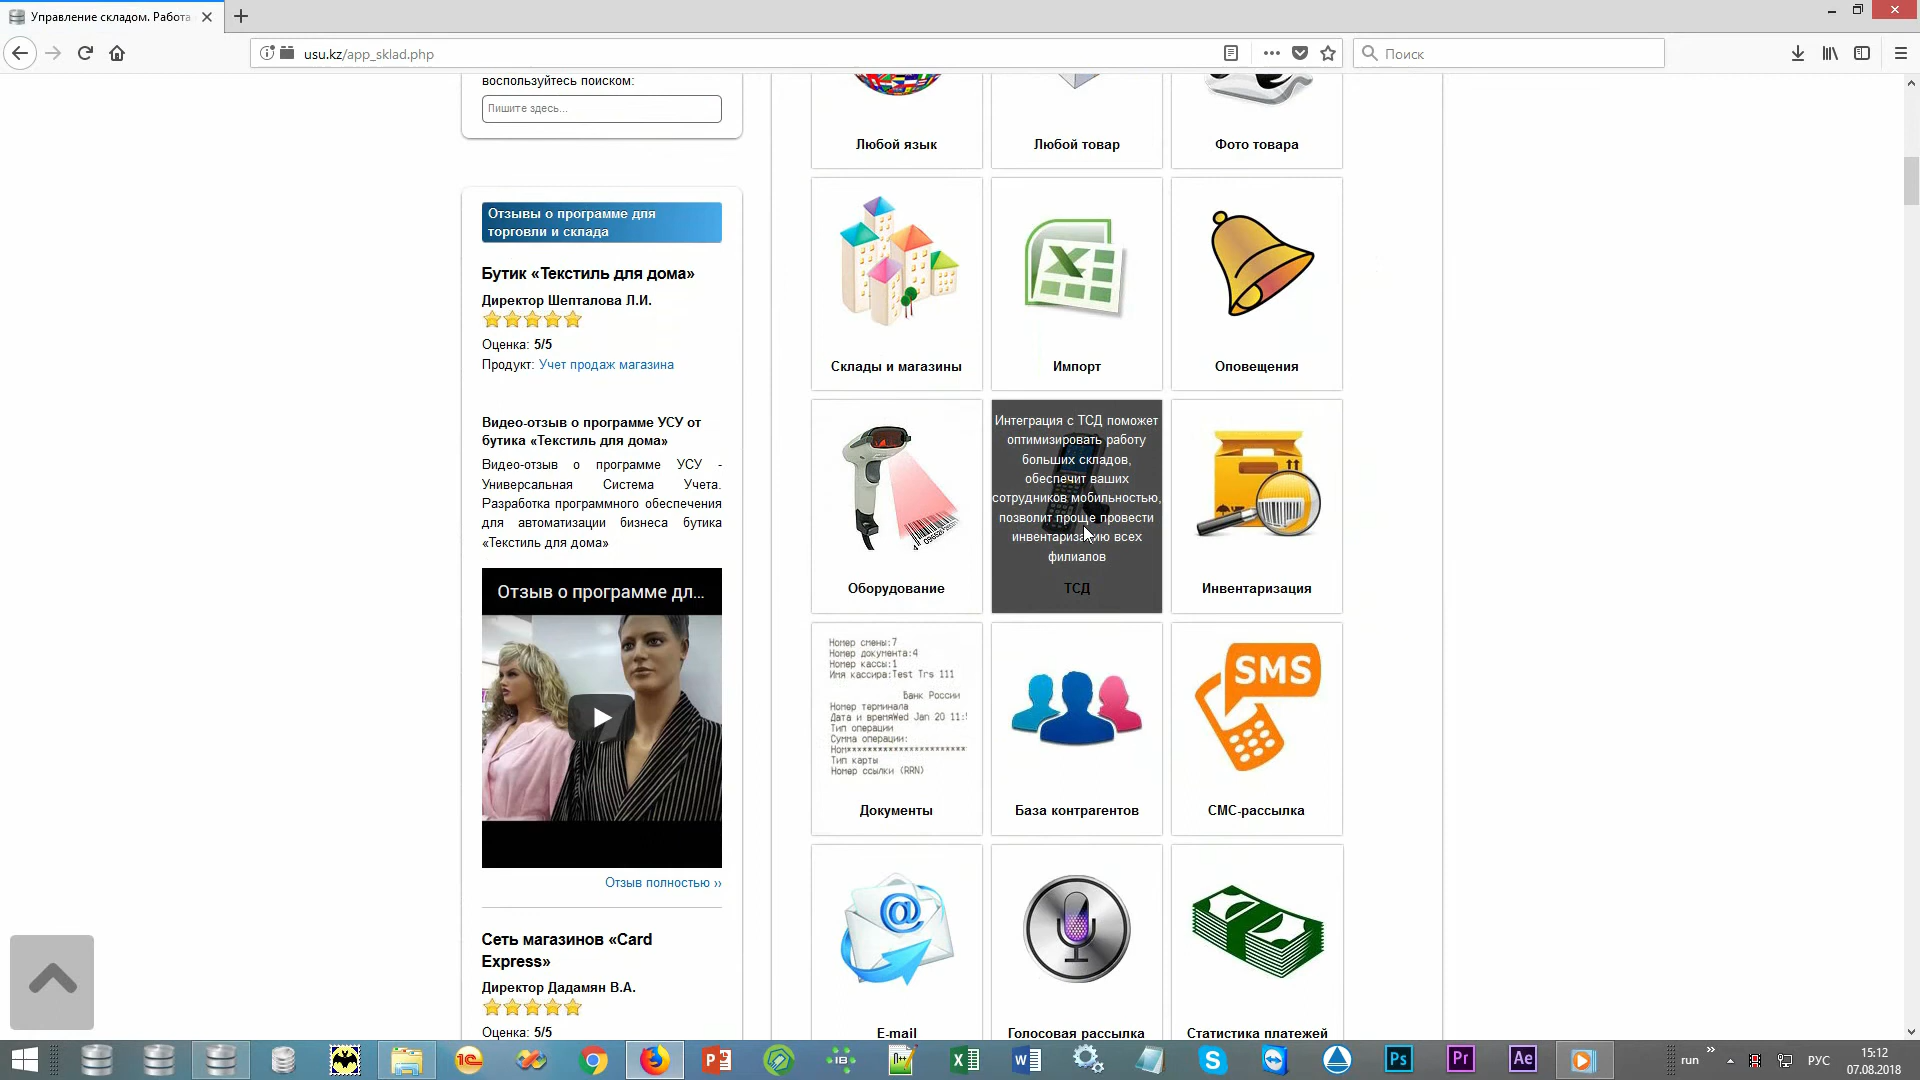 Управление складом. Работа
usu.kz/app_sklad.php
Поиск
воспользуйтесь поиском:
Пишите здесь...
Отзывы о программе для
торговли и склада
Бутик «Текстиль для дома»
Директор Шепталова Л.И.
Оценка: 5/5
Продукт: Учет продаж магазина
Видео-отзыв о программе УСУ от
бутика «Текстиль для дома»
Видео-отзыв о программе УСУ -
Универсальная Система Учета.
Разработка программного обеспечения
для автоматизации бизнеса бутика
«Текстиль для дома»
Отзыв о программе дл...
Отзыв полностью ››
Сеть магазинов «Card
Express»
Директор Дадамян В.А.
Оценка: 5/5
Любой язык
Любой товар
Фото товара
Склады и магазины
Импорт
Оповещения
Оборудование
Интеграция с ТСД поможет
оптимизировать работу
больших складов,
обеспечит ваших
сотрудников мобильностью,
позволит проще провести
инвентаризацию всех
филиалов
ТСД
Инвентаризация
Номер смены:7
Номер документа:4
Номер кассы:1
Имя кассира:Test Trs 111
Банк России
Номер терминала
Дата и времяWed Jan 20 11:
Тип операции
Сумма операции:
Ном**********************
Тип карты
Номер ссылки (RRN)
Документы
База контрагентов
SMS
СМС-рассылка
@
E-mail
Голосовая рассылка
Статистика платежей
run
РУС
15:12
07.08.2018